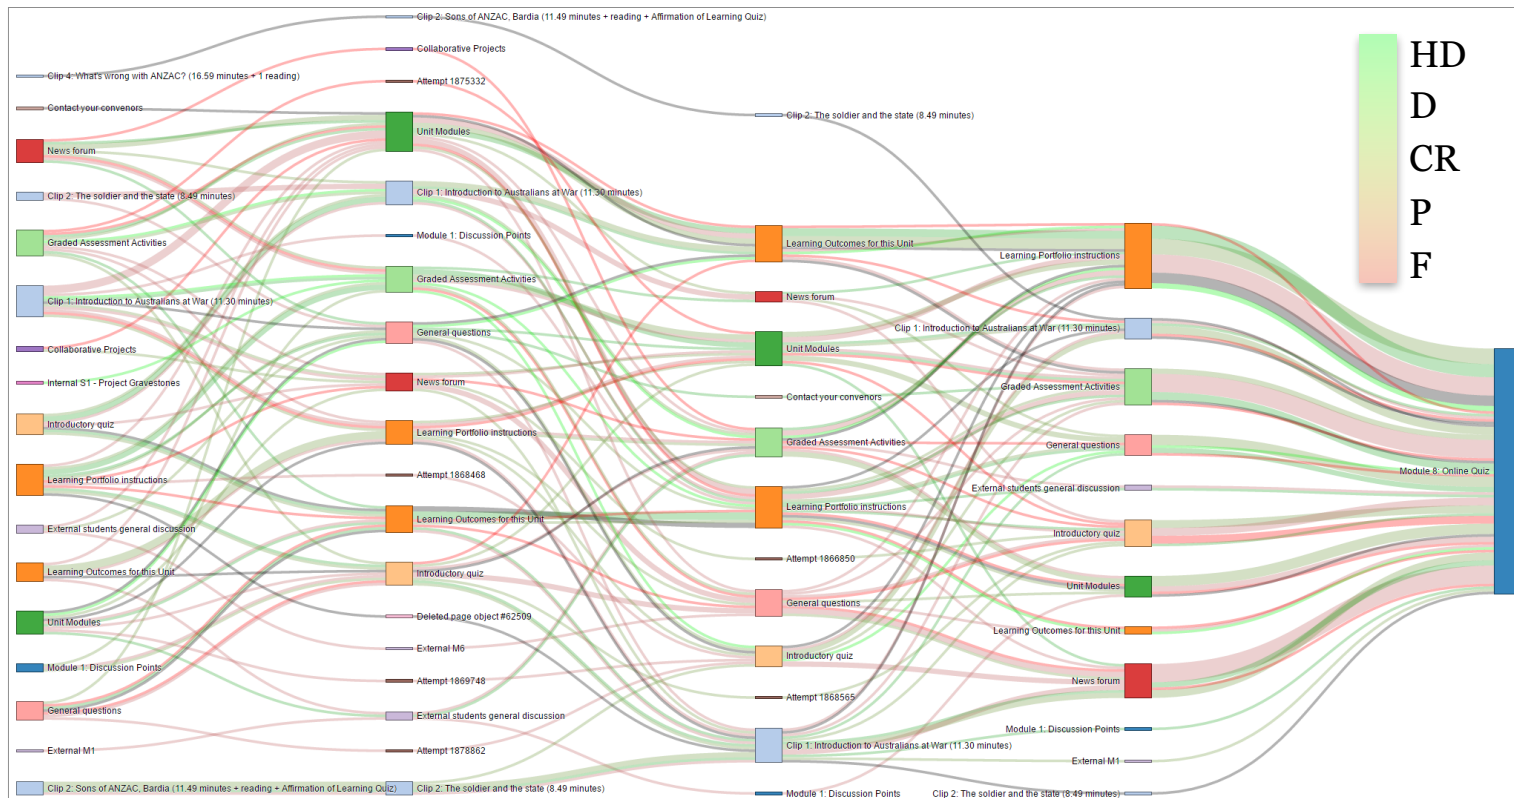 Clip 4: What's wrong with ANZAC? (16.59 minutes + 1 reading)
Contact your convenors
News forum
Clip 2: The soldier and the state (8.49 minutes)
Graded Assessment Activities
Clip 1: Introduction to Australians at War (11.30 minutes)
Collaborative Projects
Internal S1 - Project Gravestones
Introductory quiz
Learning Portfolio instructions
External students general discussion
Learning Outcomes for this Unit
Unit Modules
Module 1: Discussion Points
General questions
External M1
Clip 2: Sons of ANZAC, Bardia (11.49 minutes + reading + Affirmation of Learning Quiz)
Clip 2: Sons of ANZAC, Bardia (11.49 minutes + reading + Affirmation of Learning Quiz)
Collaborative Projects
Attempt 1875332
Unit Modules
Clip 1: Introduction to Australians at War (11.30 minutes)
Module 1: Discussion Points
Graded Assessment Activities
General questions
News forum
Learning Portfolio instructions
Attempt 1868468
Learning Outcomes for this Unit
Introductory quiz
Deleted page object #62509
External M6
Attempt 1869748
External students general discussion
Attempt 1878862
Clip 2: The soldier and the state (8.49 minutes)
Clip 2: The soldier and the state (8.49 minutes)
Learning Outcomes for this Unit
News forum
Unit Modules
Contact your convenors
Graded Assessment Activities
Learning Portfolio instructions
Attempt 1866850
General questions
Introductory quiz
Attempt 1868565
Clip 1: Introduction to Australians at War (11.30 minutes)
Module 1: Discussion Points
Learning Portfolio instructions
Clip 1: Introduction to Australians at War (11.30 minutes)
Graded Assessment Activities
General questions
External students general discussion
Introductory quiz
Unit Modules
Learning Outcomes for this Unit
News forum
Module 1: Discussion Points
External M1
Clip 2: The soldier and the state (8.49 minutes)
Module 8: Online Quiz
HD
D
CR
P
F